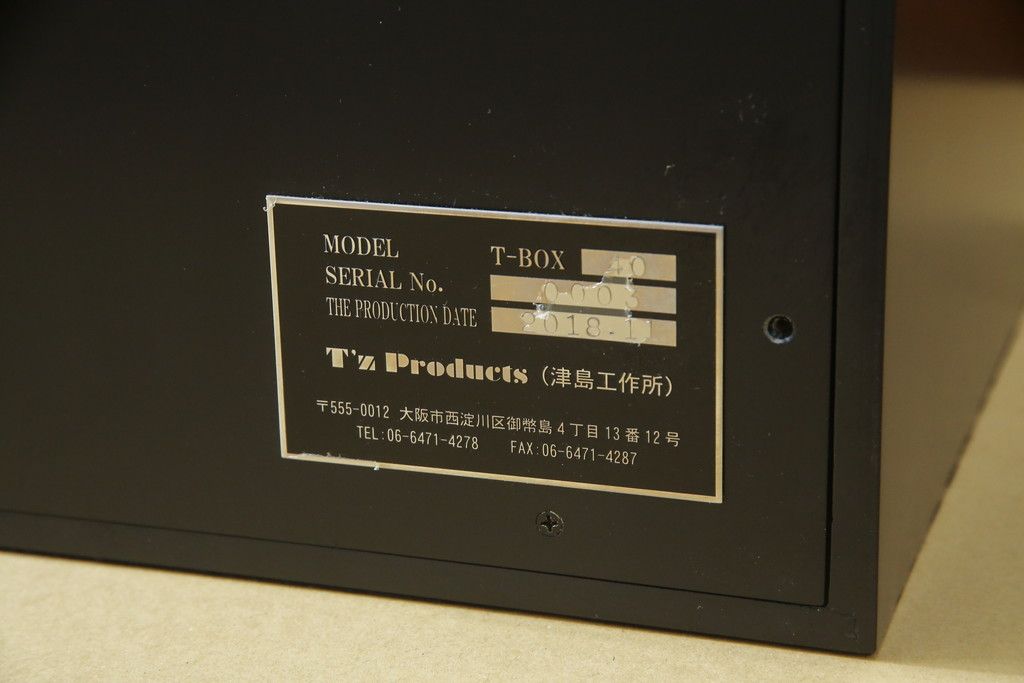 MODEL T-BOX 40
SERIAL No.
THE PRODUCTION DATE 2018.11
T'z Products (津島工作所)
〒555-0012 大阪市西淀川区御幣島4丁目13番12号
TEL:06-6471-4278 FAX:06-6471-4287